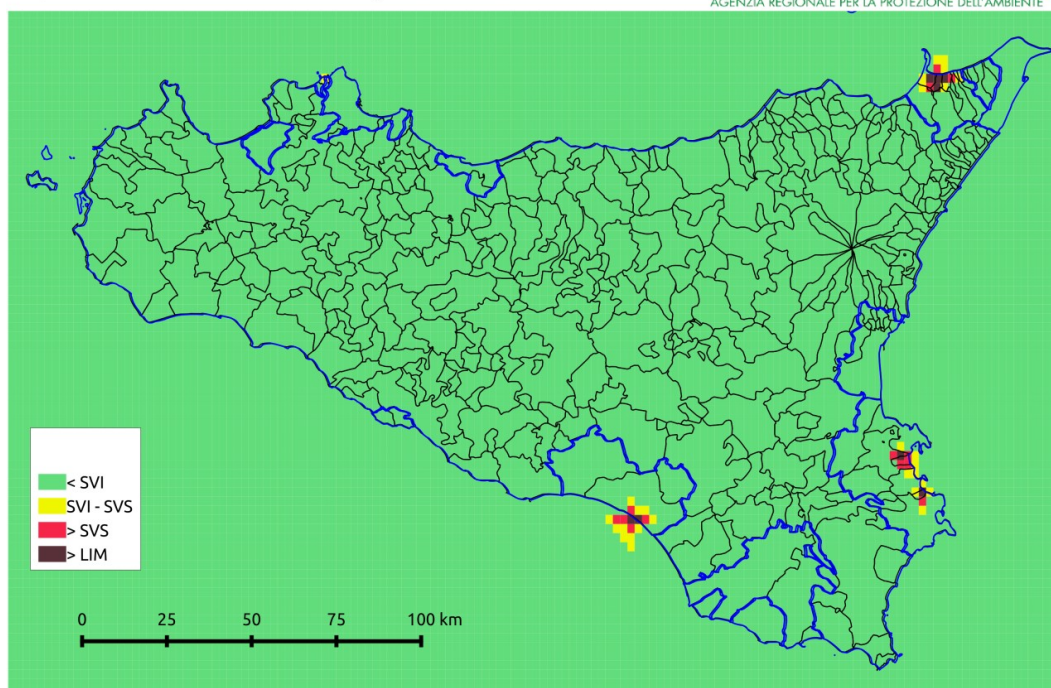 AGENZIA REGIONALE PER LA PROTEZIONE DELL'AMBIENTE
< SVI
SVI - SVS
> SVS
> LIM
0 25 50 75 100 km